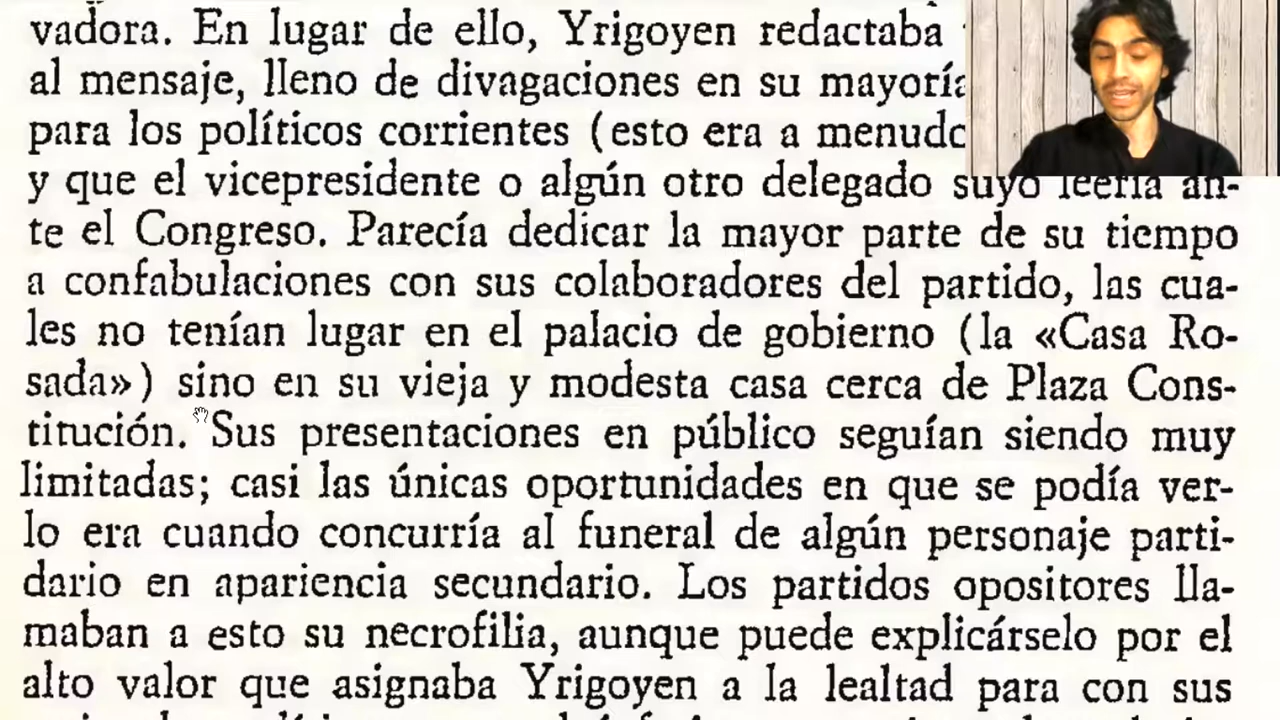 vadora. En lugar de ello, Yrigoyen redactaba
al mensaje, lleno de divagaciones en su mayoría
para los políticos corrientes (esto era a menudo
y que el vicepresidente o algún otro delegado suyo leería an-
te el Congreso. Parecía dedicar la mayor parte de su tiempo
a confabulaciones con sus colaboradores del partido, las cua-
les no tenían lugar en el palacio de gobierno (la «Casa Ro-
sada») sino en su vieja y modesta casa cerca de Plaza Cons-
titución. Sus presentaciones en público seguían siendo muy
limitadas; casi las únicas oportunidades en que se podía ver-
lo era cuando concurría al funeral de algún personaje parti-
dario en apariencia secundario. Los partidos opositores lla-
maban a esto su necrofilia, aunque puede explicárselo por el
alto valor que asignaba Yrigoyen a la lealtad para con sus